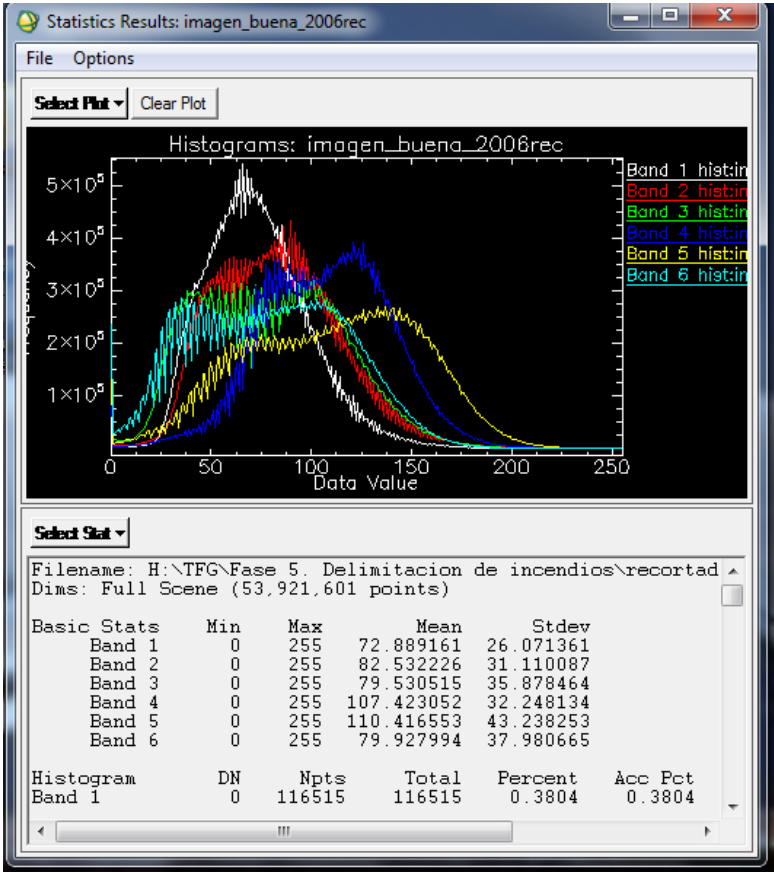 Statistics Results: imagen_buena_2006rec
File Options
Select Plot Clear Plot
Histograms: imagen_buena_2006rec
5×10⁵
4×10⁵
3×10⁵
2×10⁵
1×10⁵
0 50 100 150 200 250
Data Value
Band 1 hist:in
Band 2 hist:in
Band 3 hist:in
Band 4 hist:in
Band 5 hist:in
Band 6 hist:in
Select Stat
Filename: H:\TFG\Fase 5. Delimitacion de incendios\recortad
Dims: Full Scene (53,921,601 points)
Basic Stats Min Max Mean Stdev
Band 1 0 255 72.889161 26.071361
Band 2 0 255 82.532226 31.110087
Band 3 0 255 79.530515 35.878464
Band 4 0 255 107.423052 32.248134
Band 5 0 255 110.416553 43.238253
Band 6 0 255 79.927994 37.980665
Histogram DN Npts Total Percent Acc Pct
Band 1 0 116515 116515 0.3804 0.3804